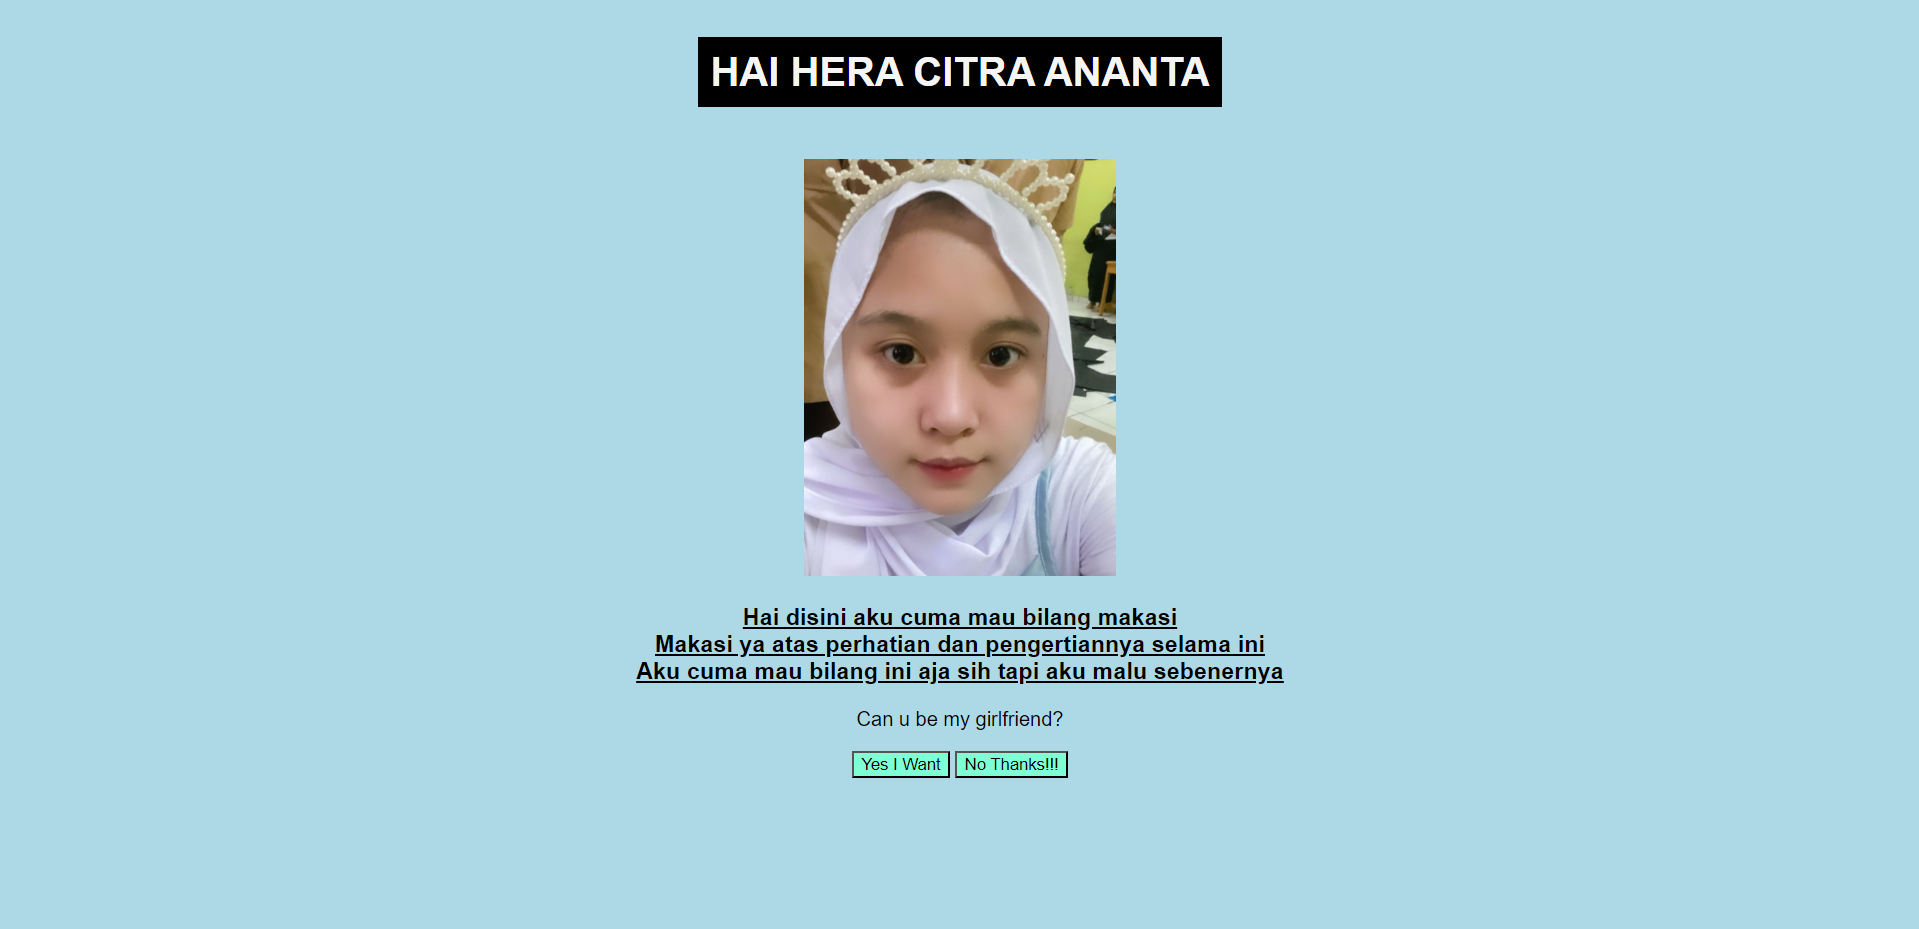 HAI HERA CITRA ANANTA
Hai disini aku cuma mau bilang makasi
Makasi ya atas perhatian dan pengertiannya selama ini
Aku cuma mau bilang ini aja sih tapi aku malu sebenernya
Can u be my girlfriend?
Yes I Want No Thanks!!!